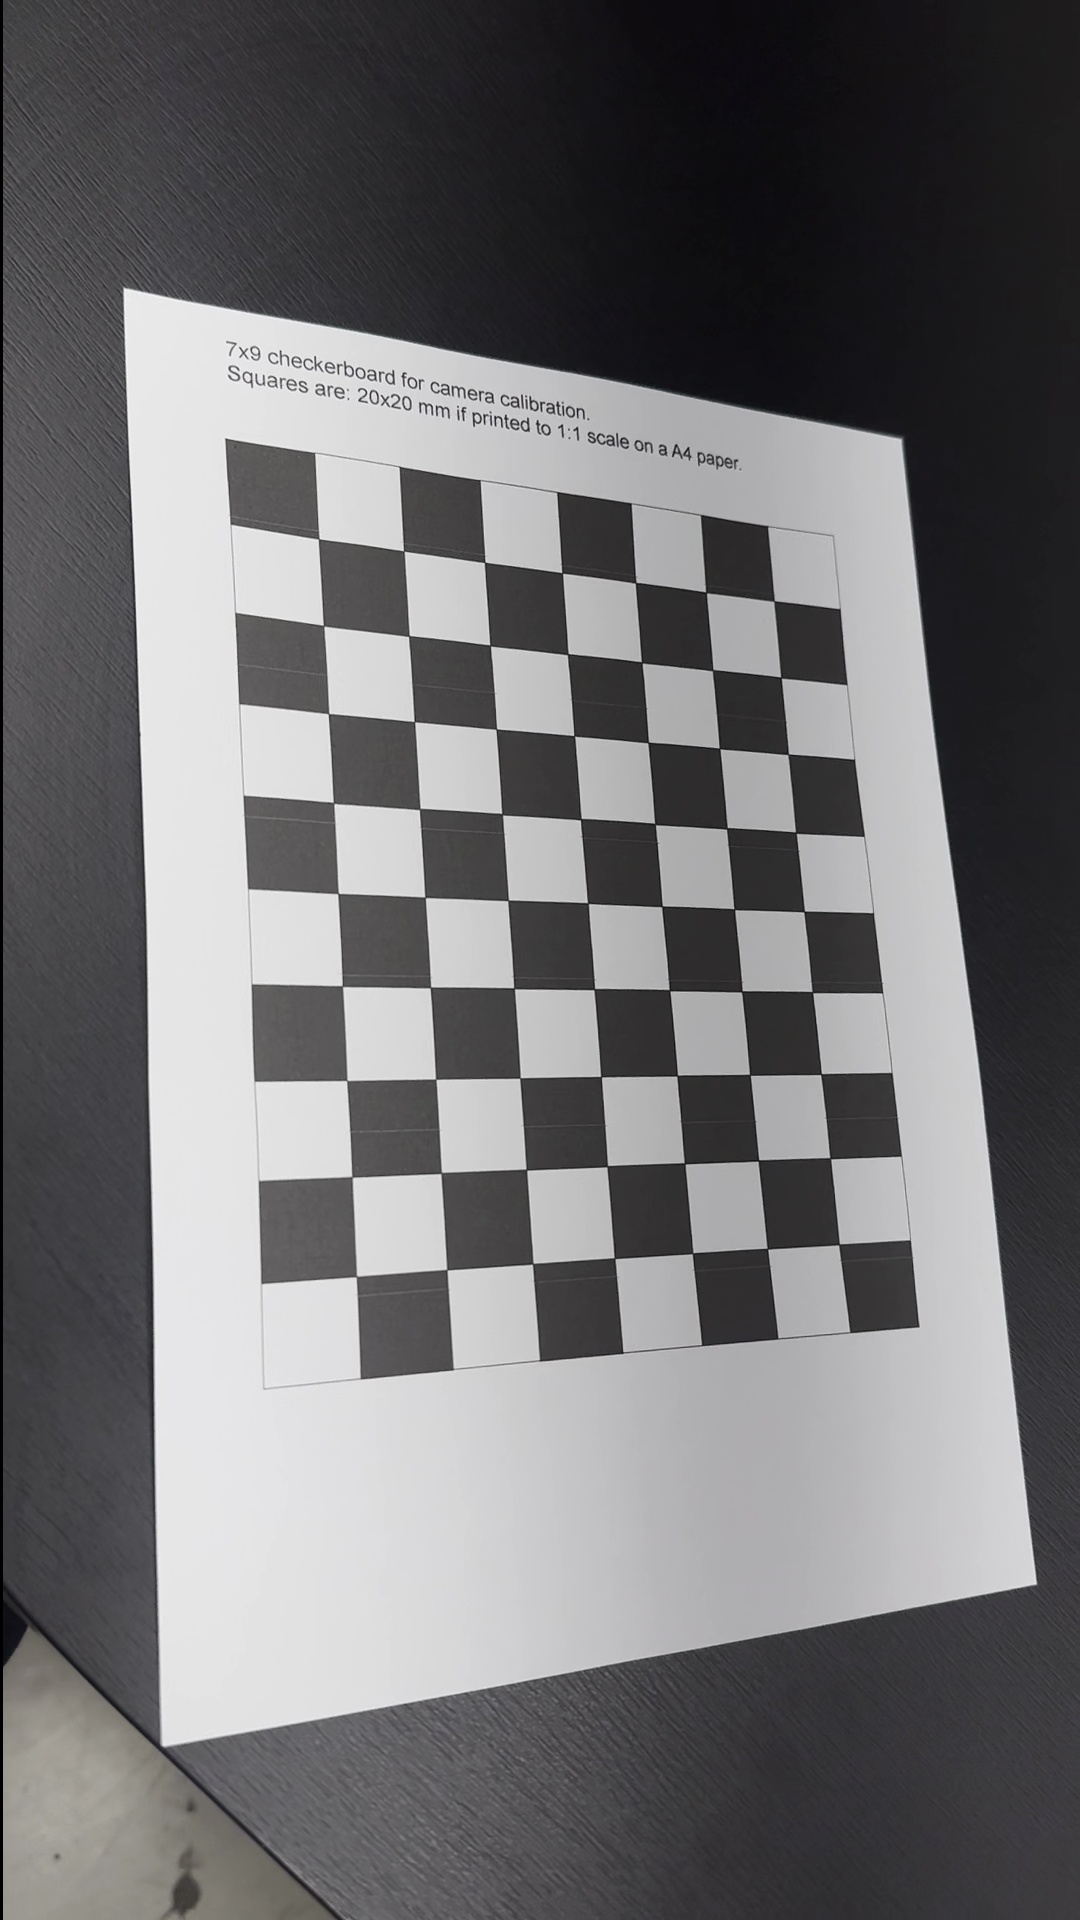 7x9 checkerboard for camera calibration.
Squares are: 20x20 mm if printed to 1:1 scale on a A4 paper.